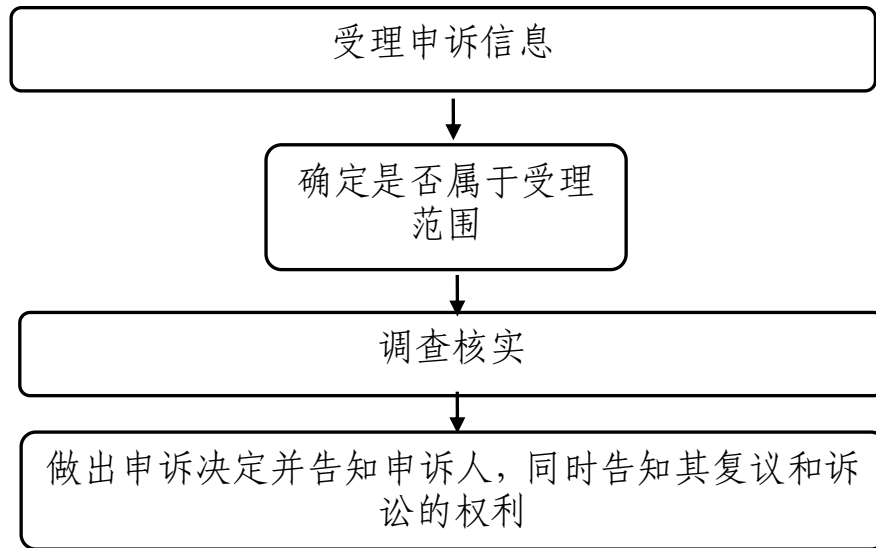 受理申诉信息
确定是否属于受理
范围
调查核实
做出申诉决定并告知申诉人，同时告知其复议和诉
讼的权利